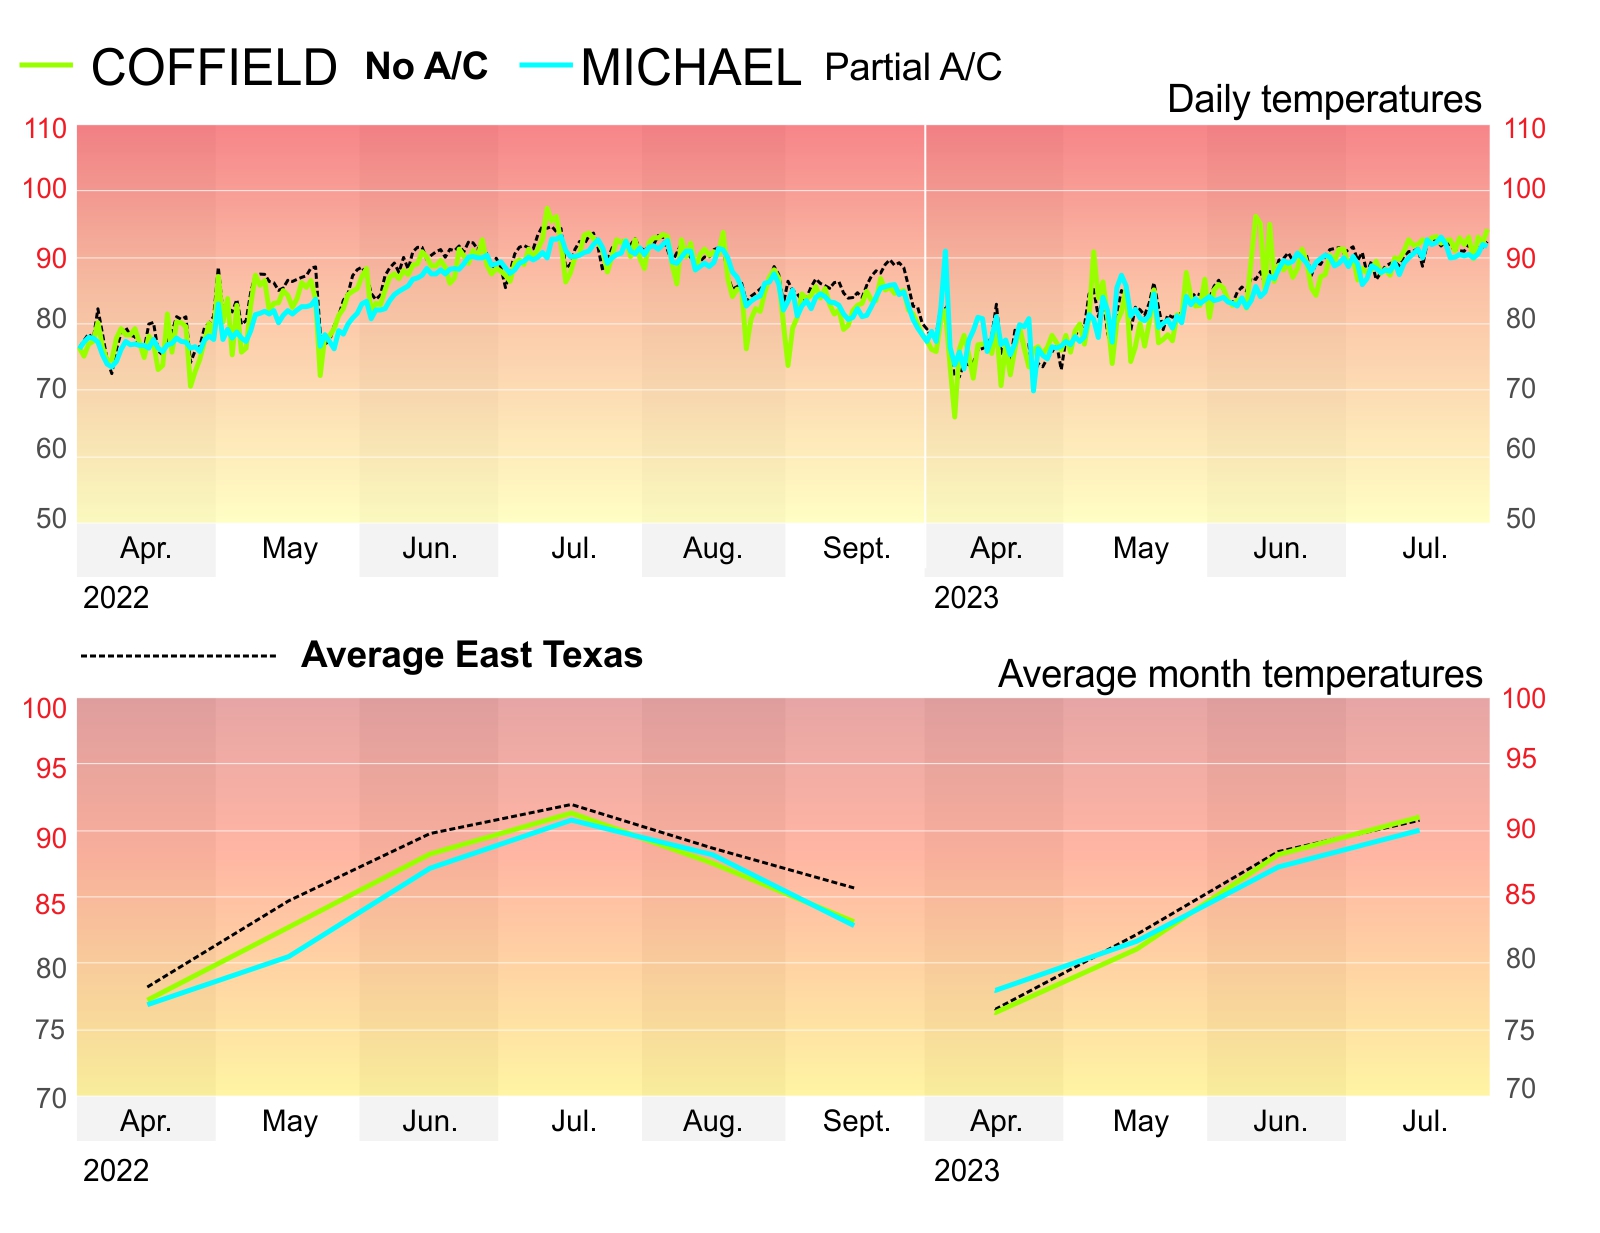 COFFIELD No A/C MICHAEL Partial A/C
Daily temperatures
110 110
100 100
90 90
80 80
70 70
60 60
50 50
Apr. May Jun. Jul. Aug. Sept. Apr. May Jun. Jul.
2022 2023
Average East Texas
Average month temperatures
100 100
95 95
90 90
85 85
80 80
75 75
70 70
Apr. May Jun. Jul. Aug. Sept. Apr. May Jun. Jul.
2022 2023